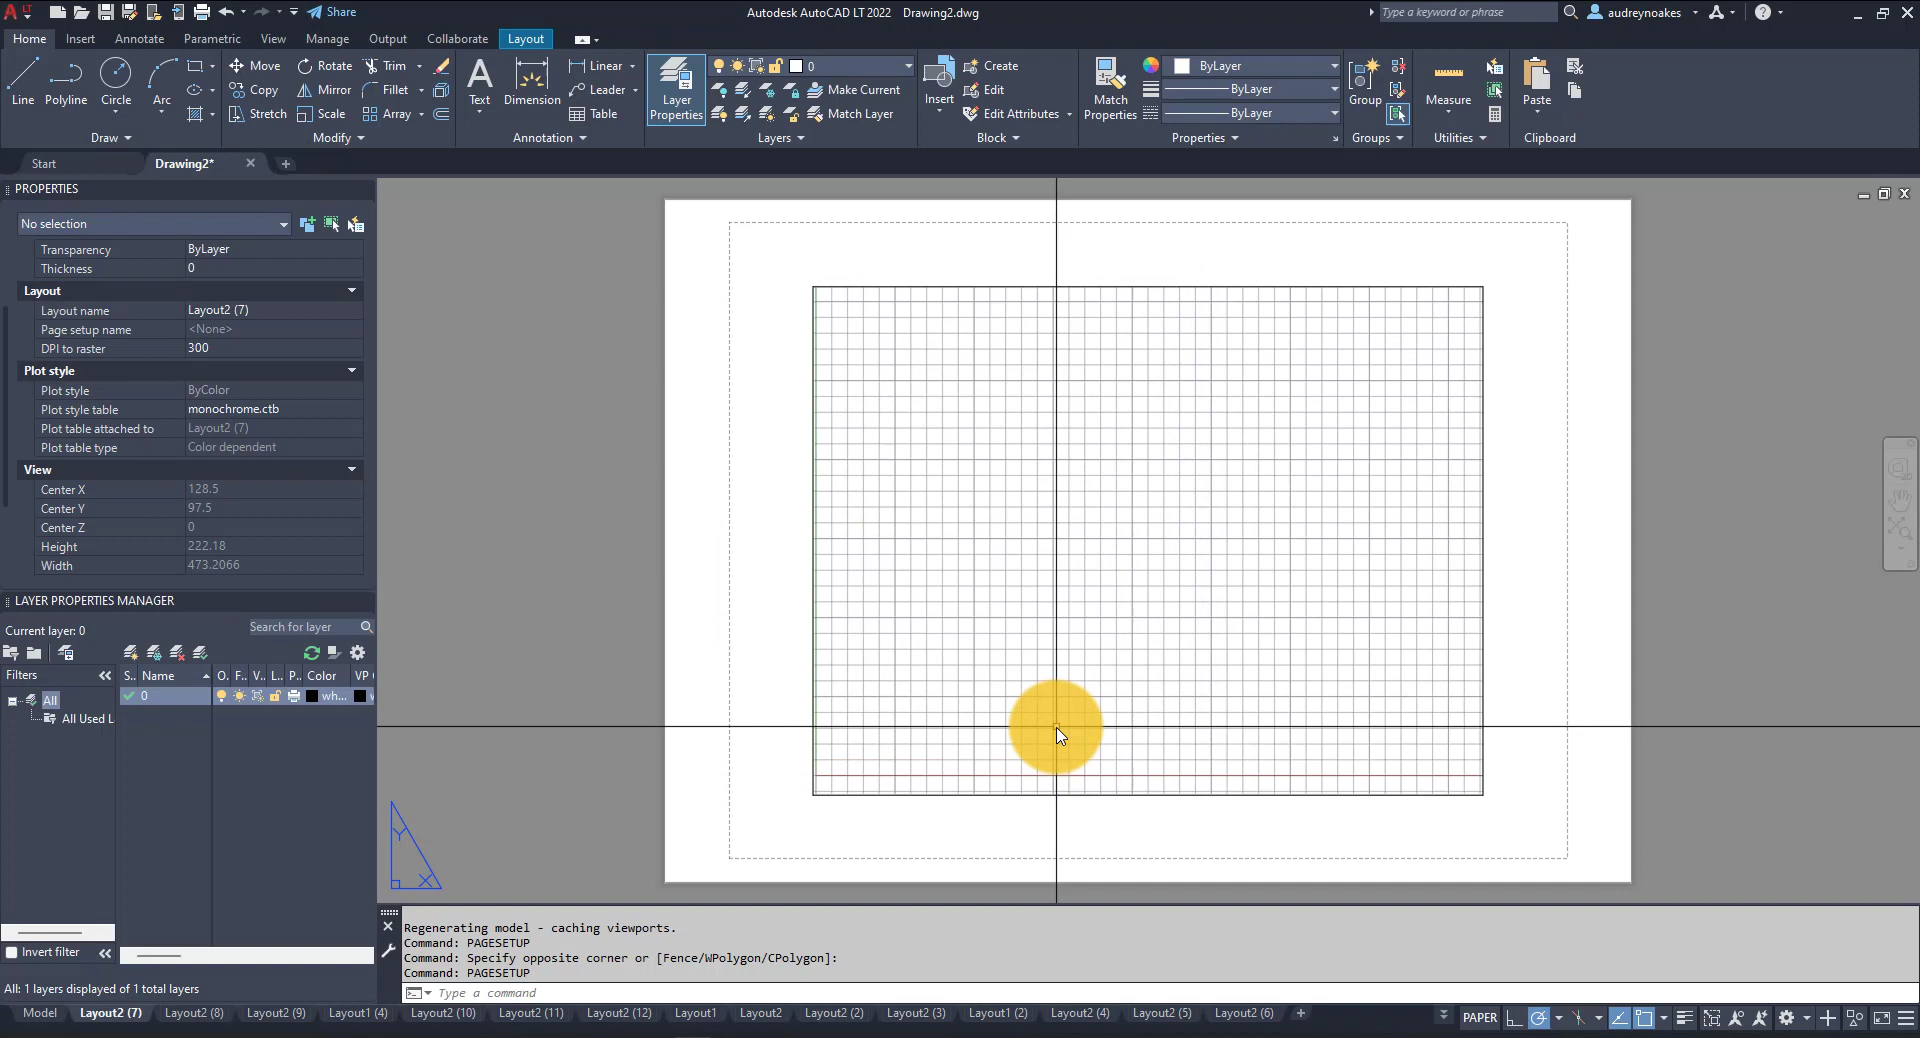 LT
Share
Autodesk AutoCAD LT 2022 Drawing2.dwg
Type a keyword or phrase
audreynoakes
Home Insert Annotate Parametric View Manage Output Collaborate Layout
Line Polyline Circle Arc
Move Rotate Trim
Copy Mirror Fillet
Stretch Scale Array
Text Dimension
Linear
Leader
Table
Layer Properties
0
Make Current
Match Layer
Insert
Create
Edit
Edit Attributes
Match Properties
ByLayer
ByLayer
ByLayer
Group
Measure
Paste
Draw Modify Annotation Layers Block Properties Groups Utilities Clipboard
Start Drawing2*
PROPERTIES
No selection
Transparency ByLayer
Thickness 0
Layout
Layout name Layout2 (7)
Page setup name <None>
DPI to raster 300
Plot style
Plot style ByColor
Plot style table monochrome.ctb
Plot table attached to Layout2 (7)
Plot table type Color dependent
View
Center X 128.5
Center Y 97.5
Center Z 0
Height 222.18
Width 473.2066
LAYER PROPERTIES MANAGER
Current layer: 0
Search for layer
Filters
S.. Name O. F.. V.. L.. P.. Color VP
0 wh...
All
All Used L
Invert filter
All: 1 layers displayed of 1 total layers
Y
X
Regenerating model - caching viewports.
Command: PAGESETUP
Command: Specify opposite corner or [Fence/WPolygon/CPolygon]:
Command: PAGESETUP
Type a command
Model Layout2 (7) Layout2 (8) Layout2 (9) Layout1 (4) Layout2 (10) Layout2 (11) Layout2 (12) Layout1 Layout2 Layout2 (2) Layout2 (3) Layout1 (2) Layout2 (4) Layout2 (5) Layout2 (6)
PAPER